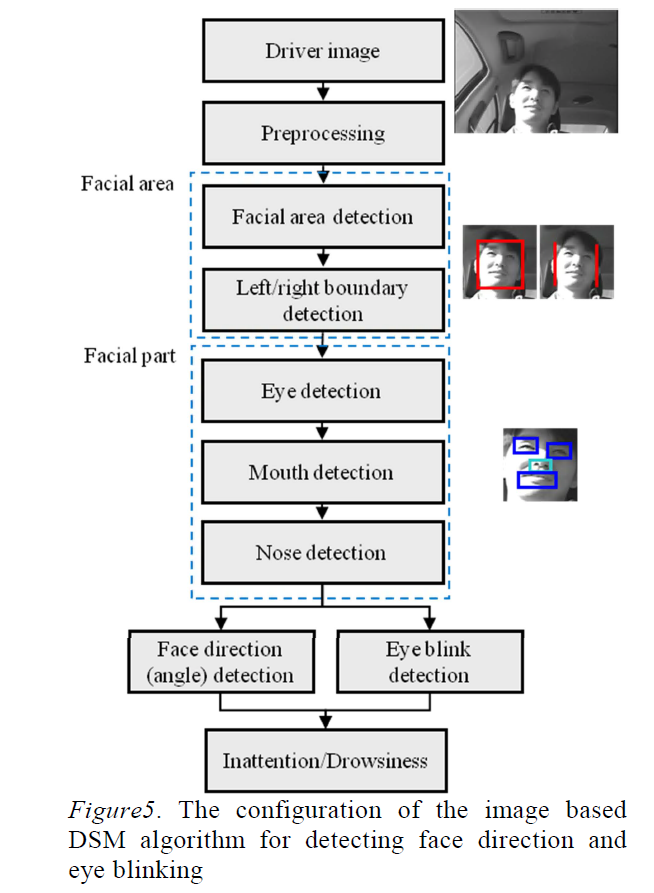 Driver image
Preprocessing
Facial area
Facial area detection
Left/right boundary
detection
Facial part
Eye detection
Mouth detection
Nose detection
Face direction
(angle) detection
Eye blink
detection
Inattention/Drowsiness
Figure5. The configuration of the image based
DSM algorithm for detecting face direction and
eye blinking